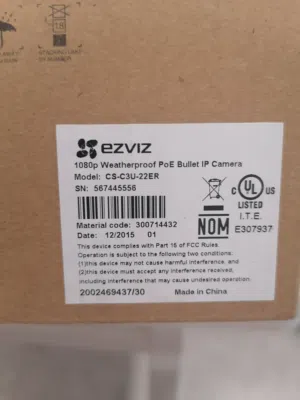 ezviz
1080p Weatherproof PoE Bullet IP Camera
Model: CS-C3U-22ER
SN: 567445556
Material code: 300714432
Date: 12/2015 01
c UL US
LISTED
I.T.E.
E307937
NOM
This device complies with Part 15 of FCC Rules.
Operation is subject to the following two conditions:
(1)this device may not cause harmful interference, and
(2)this device must accept any interference received,
including interference that may cause undesired operation.
2002469437/30 Made in China